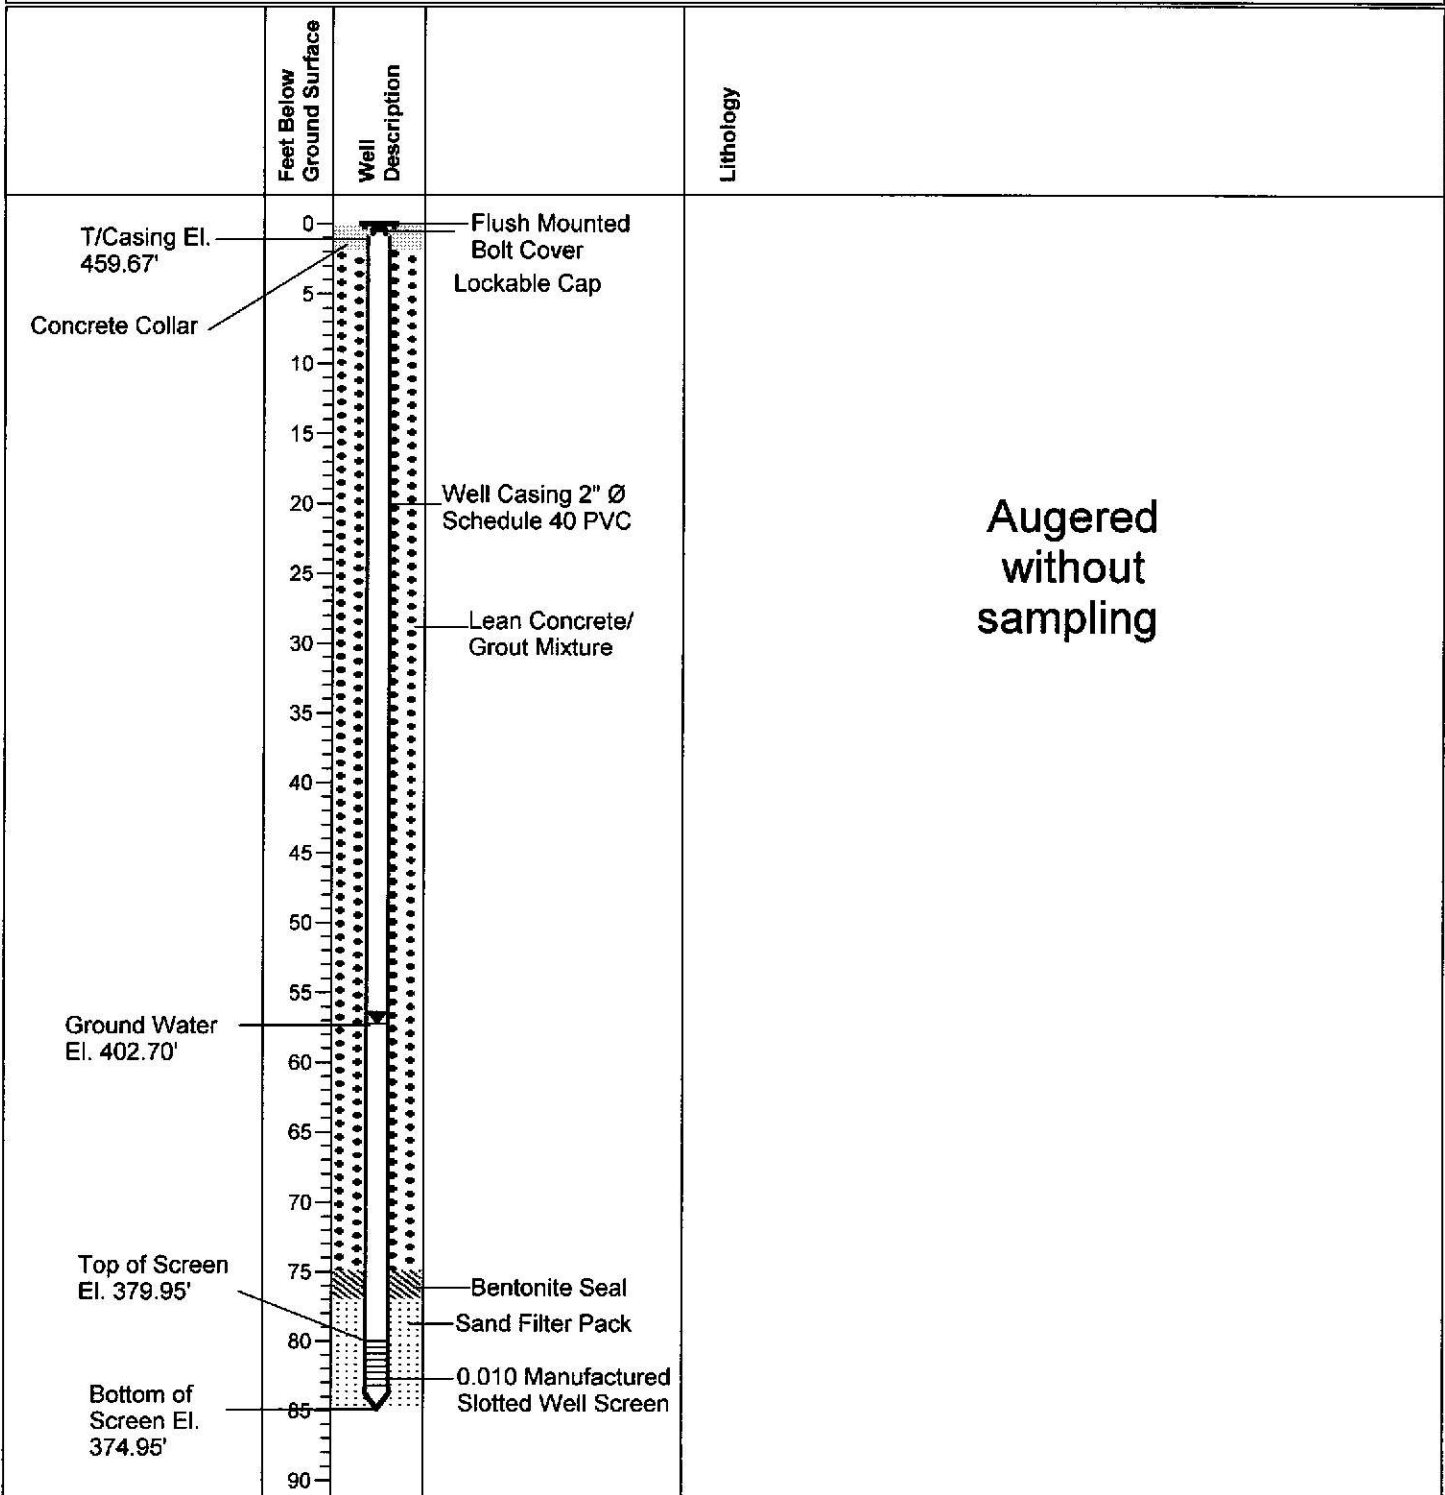 Feet Below
Ground Surface
Well
Description
Lithology
0
5
10
15
20
25
30
35
40
45
50
55
60
65
70
75
80
85
90
T/Casing El.
459.67'
Concrete Collar
Flush Mounted
Bolt Cover
Lockable Cap
Well Casing 2" Ø
Schedule 40 PVC
Lean Concrete/
Grout Mixture
Augered
without
sampling
Ground Water
El. 402.70'
Top of Screen
El. 379.95'
Bentonite Seal
Sand Filter Pack
0.010 Manufactured
Slotted Well Screen
Bottom of
Screen El.
374.95'